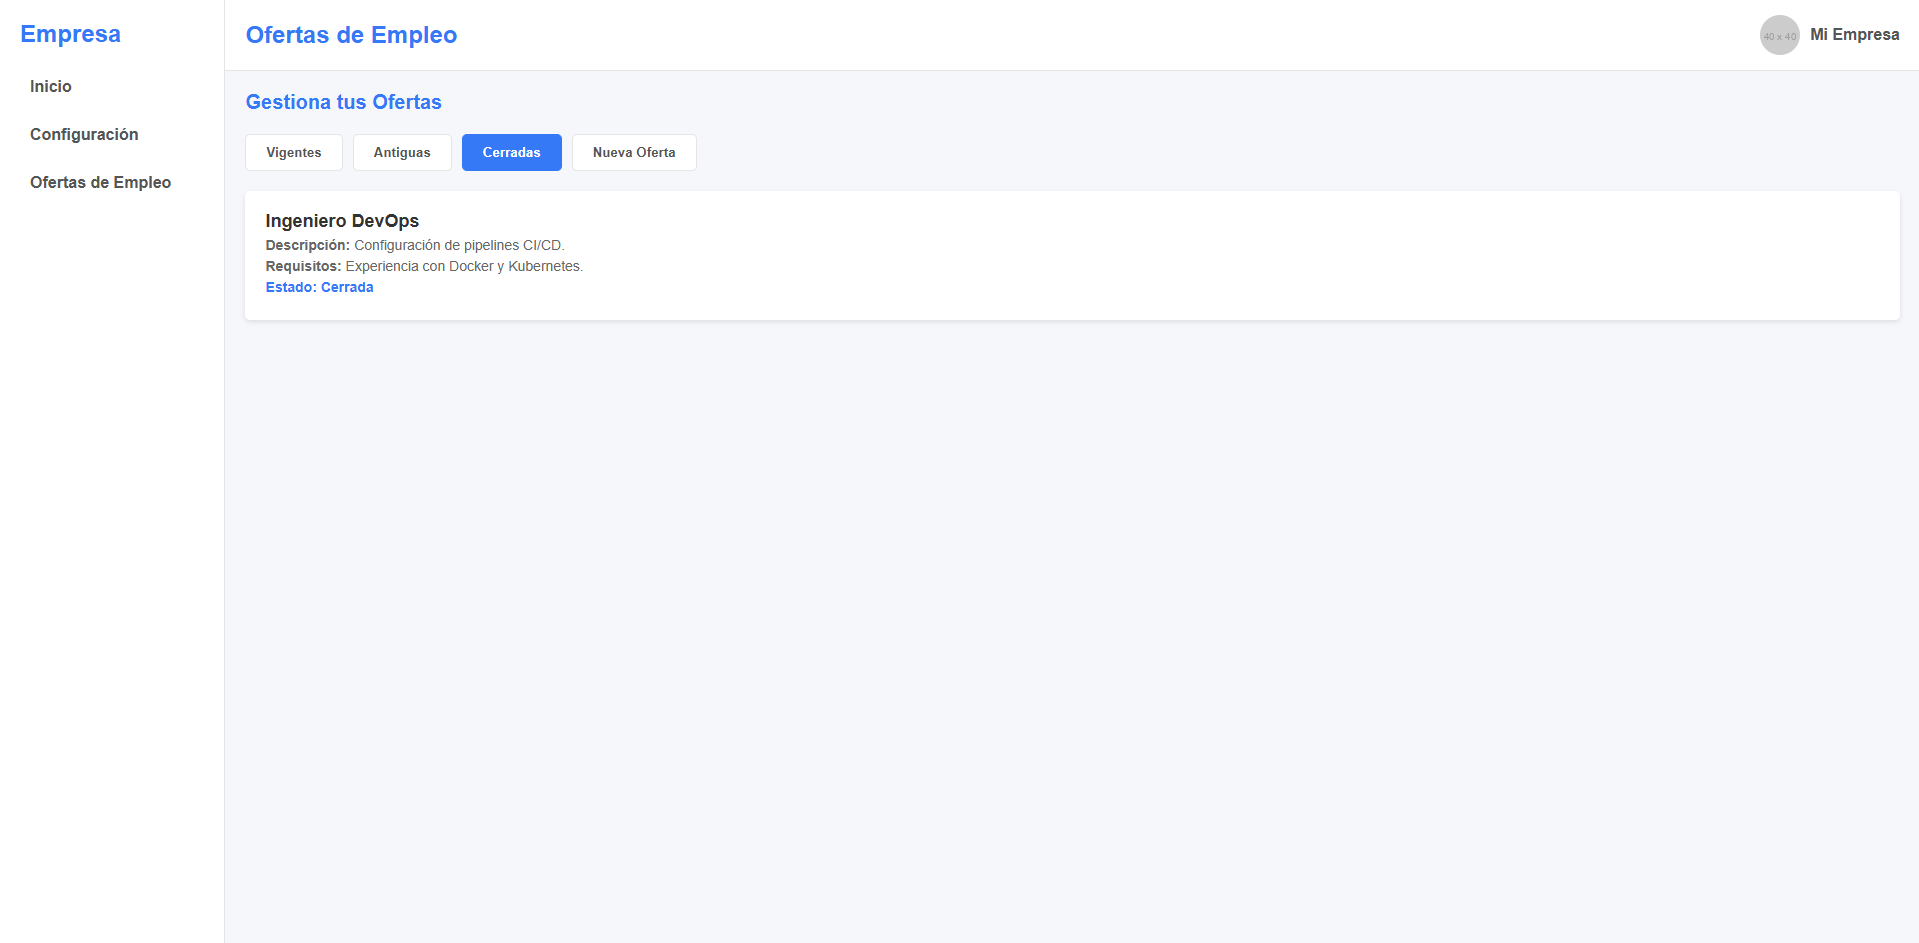 Empresa
Inicio
Configuración
Ofertas de Empleo
Ofertas de Empleo
40 x 40
Mi Empresa
Gestiona tus Ofertas
Vigentes
Antiguas
Cerradas
Nueva Oferta
Ingeniero DevOps
Descripción: Configuración de pipelines CI/CD.
Requisitos: Experiencia con Docker y Kubernetes.
Estado: Cerrada